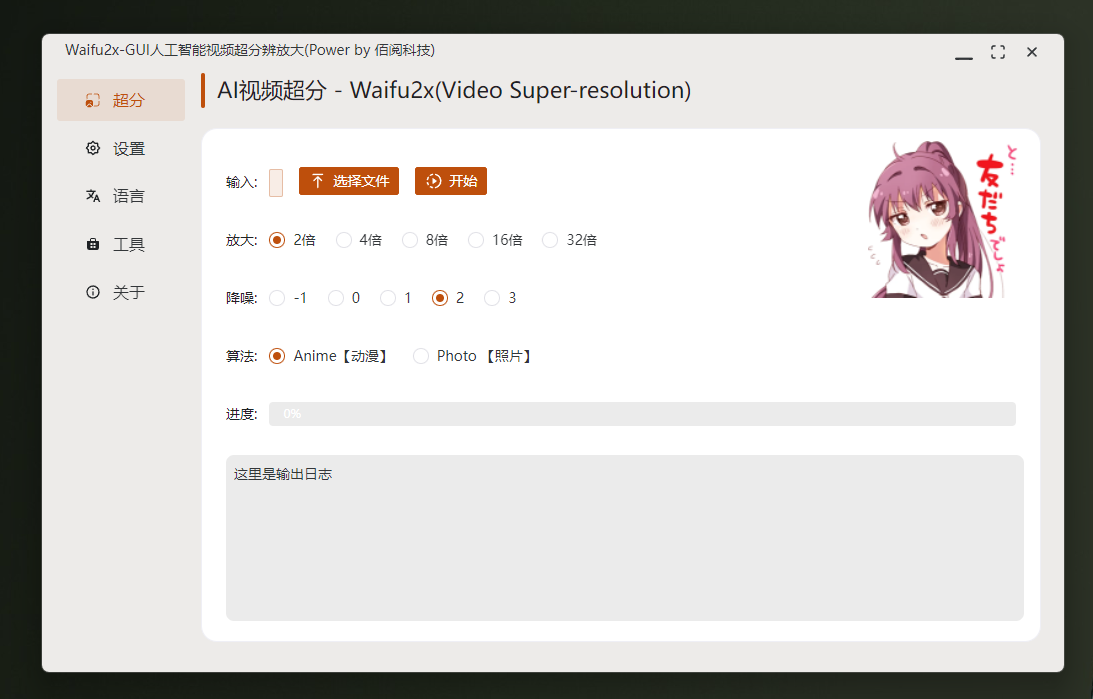 Waifu2x-GUI人工智能视频超分辨放大(Power by 佰阅科技)
超分
设置
语言
工具
关于
AI视频超分 - Waifu2x(Video Super-resolution)
输入: 选择文件 开始
放大: 2倍 4倍 8倍 16倍 32倍
降噪: -1 0 1 2 3
算法: Anime【动漫】 Photo 【照片】
进度: 0%
这里是输出日志
と…
友だちでしょ